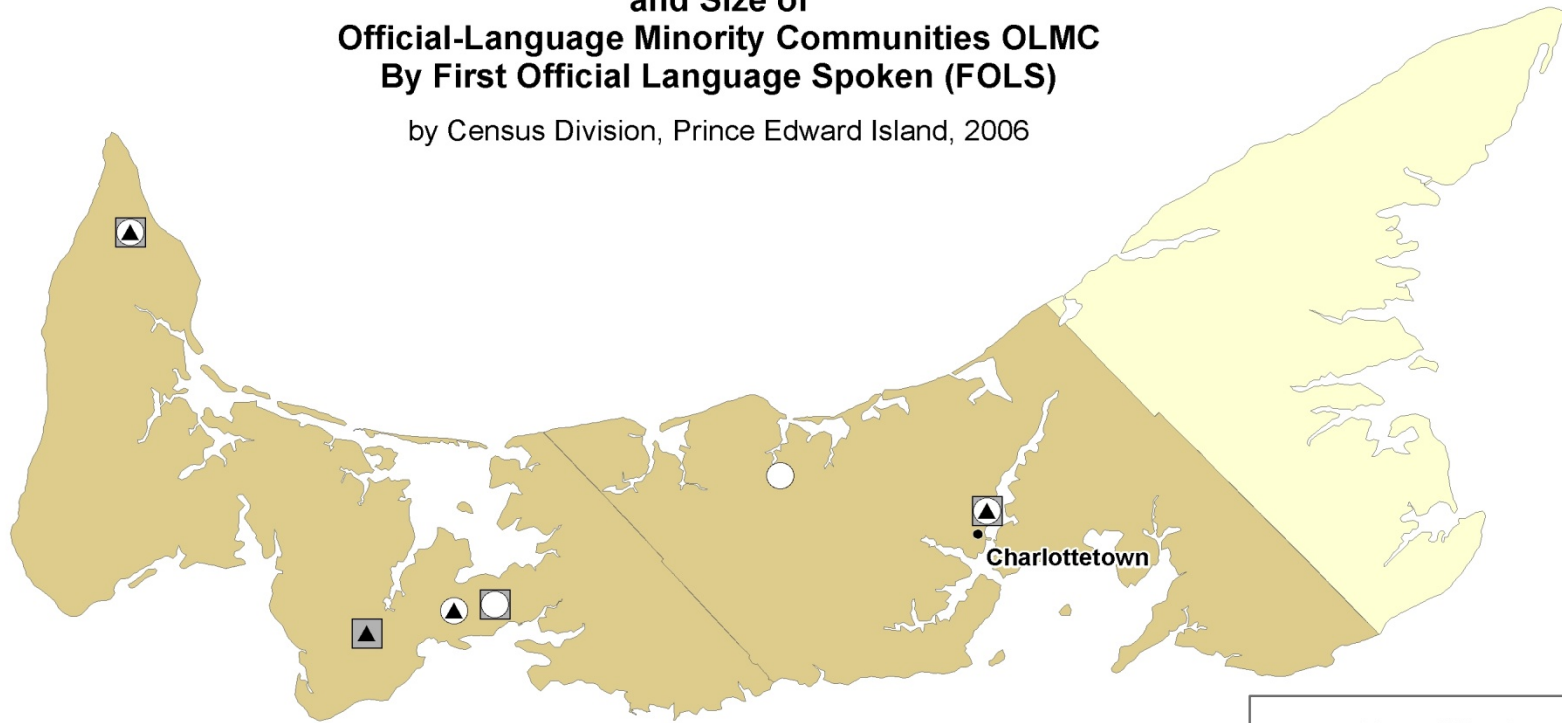 and Size of
Official-Language Minority Communities OLMC
By First Official Language Spoken (FOLS)
by Census Division, Prince Edward Island, 2006
Charlottetown